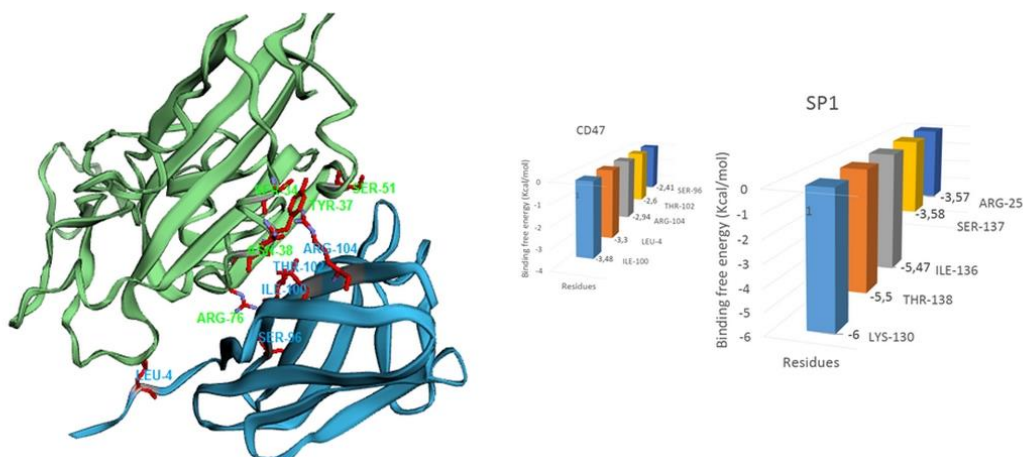 SER-51
TYR-37
ARG-104
ILE-100
ARG-76
SER-96
LEU-4
CD47
Binding free energy (Kcal/mol)
0
-1
-2
-3
-4
1
-2,41 SER-96
-2,6 THR-102
-2,94 ARG-104
-3,3 LEU-4
-3,48 ILE-100
Residues
SP1
Binding free energy (Kcal/mol)
0
-1
-2
-3
-4
-5
-6
1
-3,57 ARG-25
-3,58 SER-137
-5,47 ILE-136
-5,5 THR-138
-6 LYS-130
Residues